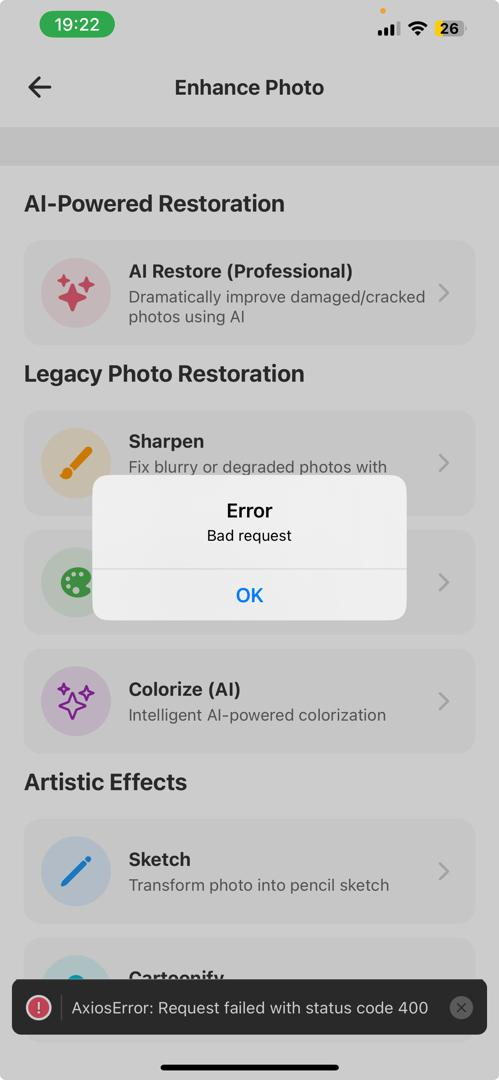 19:22
26
Enhance Photo
AI-Powered Restoration
AI Restore (Professional)
Dramatically improve damaged/cracked
photos using AI
Legacy Photo Restoration
Sharpen
Fix blurry or degraded photos with
Error
Bad request
OK
Colorize (AI)
Intelligent AI-powered colorization
Artistic Effects
Sketch
Transform photo into pencil sketch
Cartoonify
! AxiosError: Request failed with status code 400